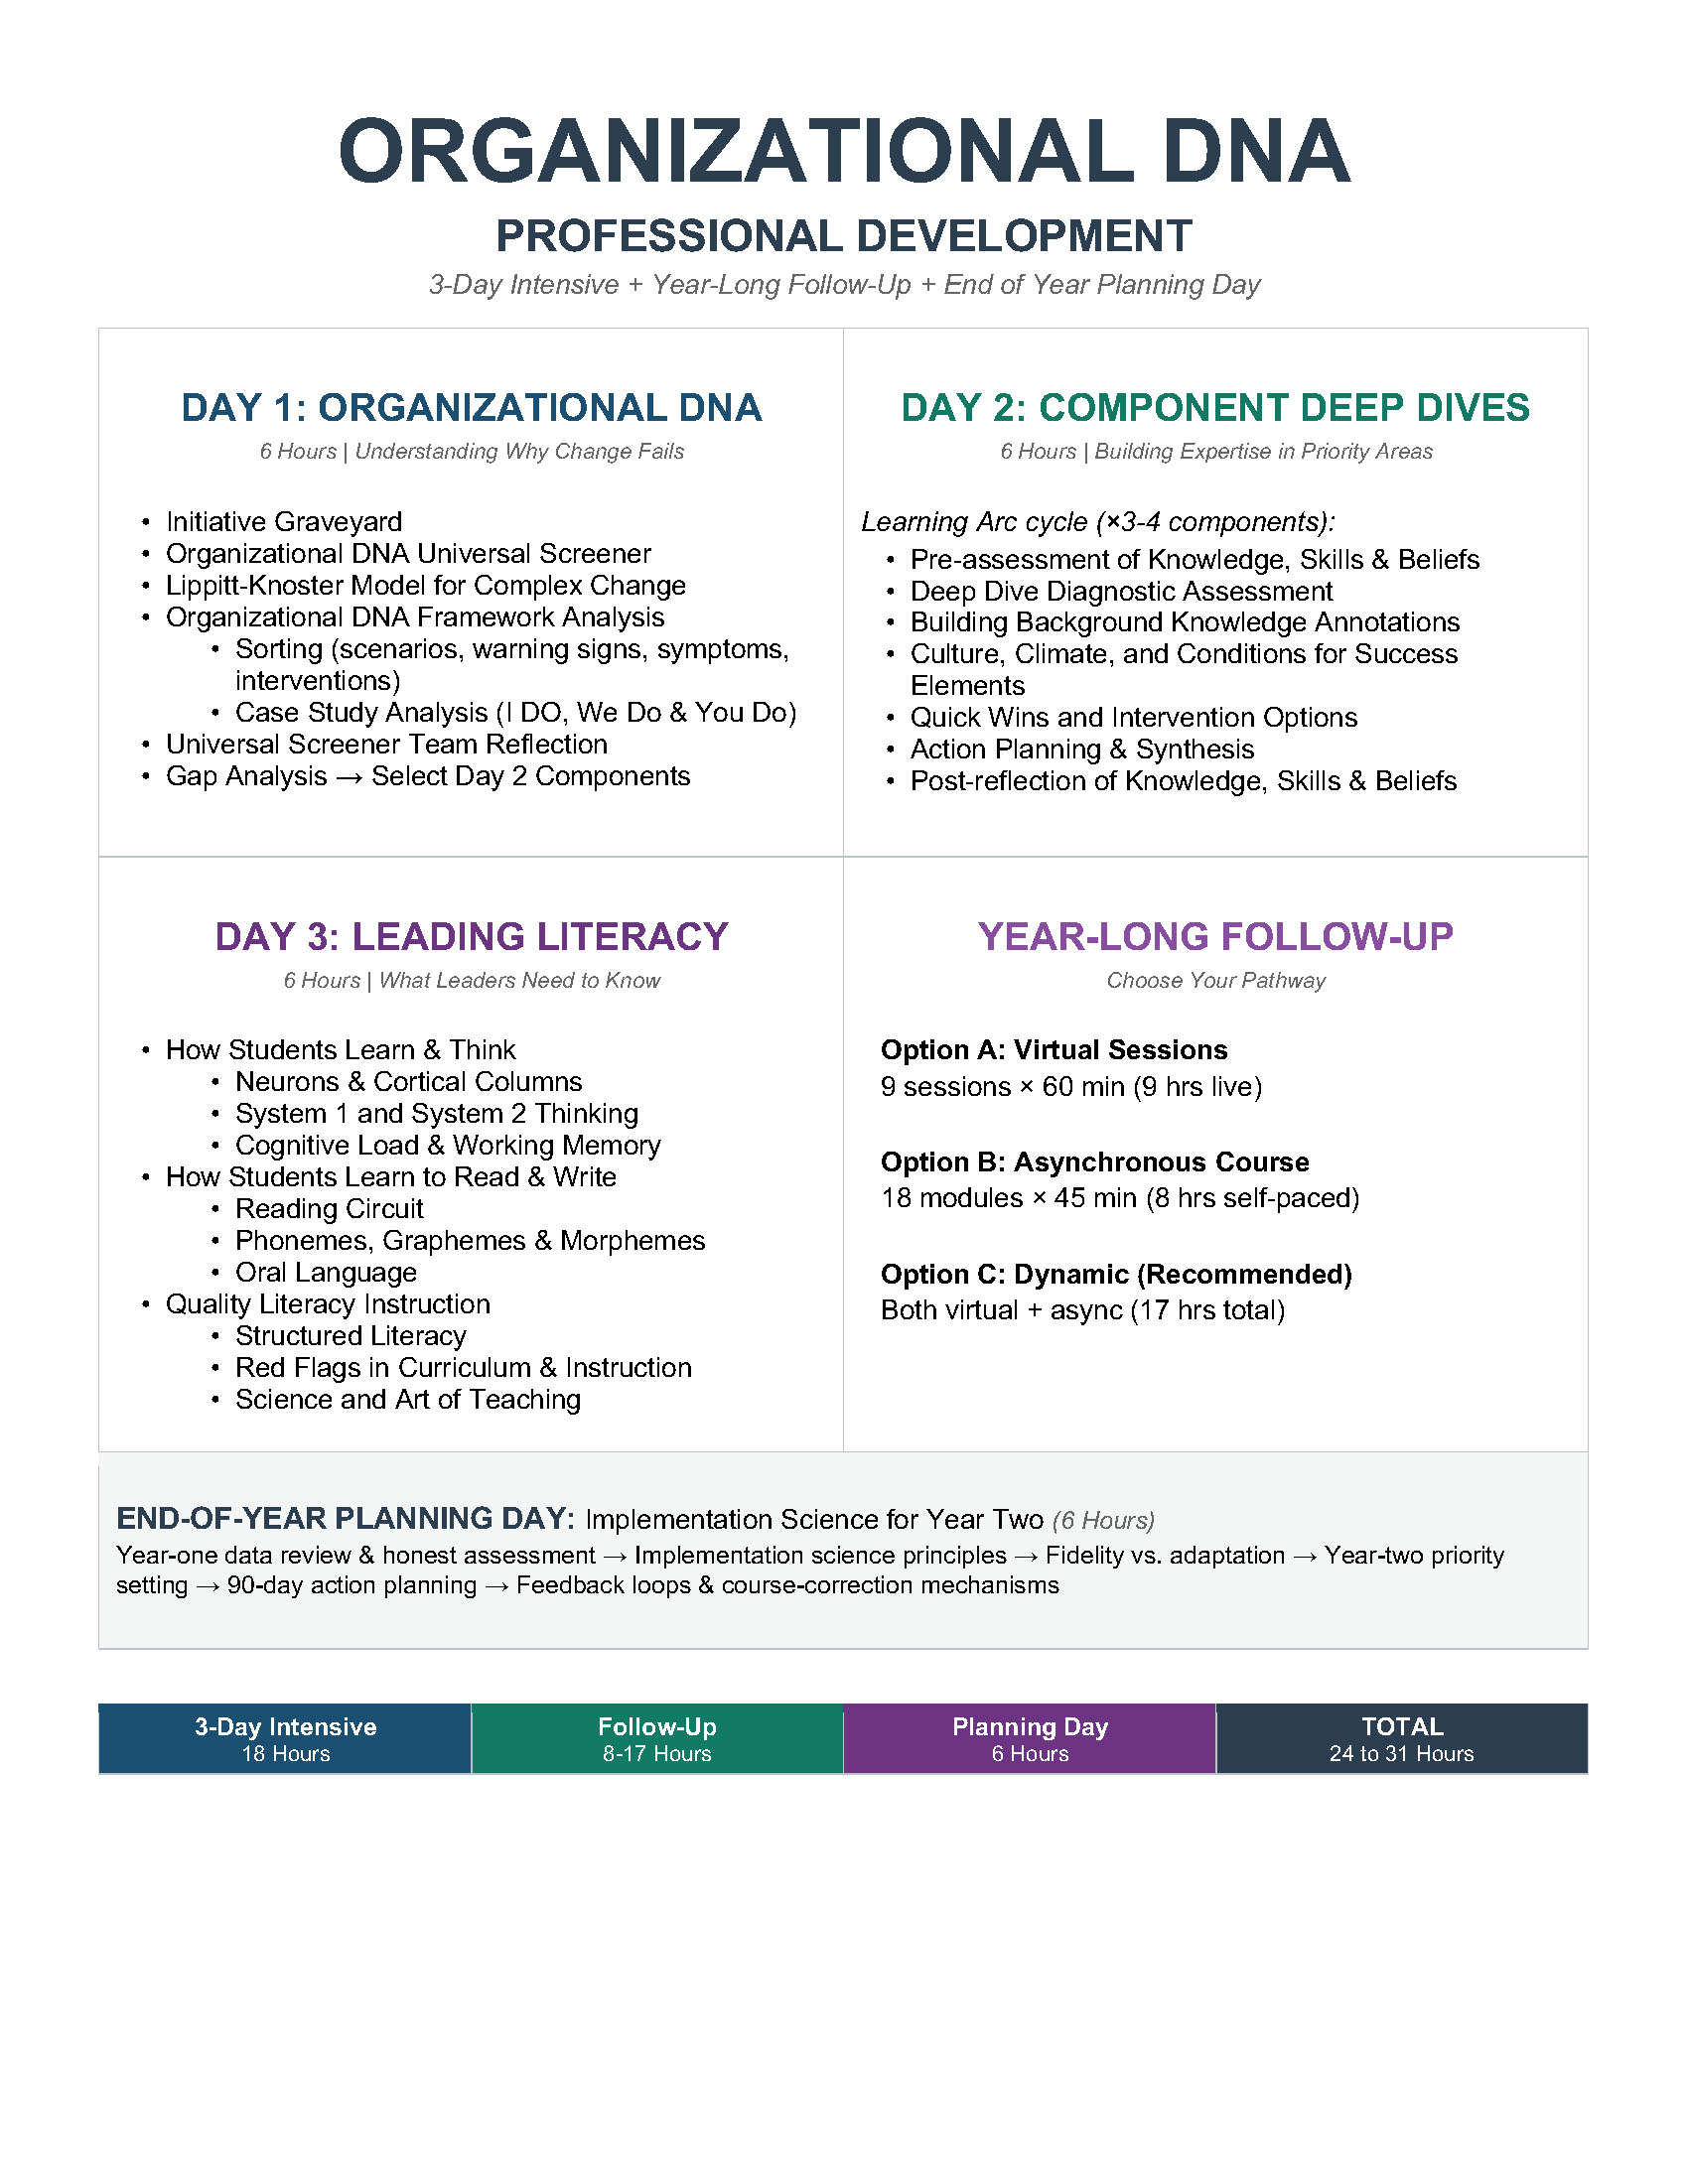 ORGANIZATIONAL DNA
PROFESSIONAL DEVELOPMENT
3-Day Intensive + Year-Long Follow-Up + End of Year Planning Day
DAY 1: ORGANIZATIONAL DNA
6 Hours | Understanding Why Change Fails
• Initiative Graveyard
• Organizational DNA Universal Screener
• Lippitt-Knoster Model for Complex Change
• Organizational DNA Framework Analysis
• Sorting (scenarios, warning signs, symptoms,
interventions)
• Case Study Analysis (I DO, We Do & You Do)
• Universal Screener Team Reflection
• Gap Analysis → Select Day 2 Components
DAY 2: COMPONENT DEEP DIVES
6 Hours | Building Expertise in Priority Areas
Learning Arc cycle (×3-4 components):
• Pre-assessment of Knowledge, Skills & Beliefs
• Deep Dive Diagnostic Assessment
• Building Background Knowledge Annotations
• Culture, Climate, and Conditions for Success
Elements
• Quick Wins and Intervention Options
• Action Planning & Synthesis
• Post-reflection of Knowledge, Skills & Beliefs
DAY 3: LEADING LITERACY
6 Hours | What Leaders Need to Know
• How Students Learn & Think
• Neurons & Cortical Columns
• System 1 and System 2 Thinking
• Cognitive Load & Working Memory
• How Students Learn to Read & Write
• Reading Circuit
• Phonemes, Graphemes & Morphemes
• Oral Language
• Quality Literacy Instruction
• Structured Literacy
• Red Flags in Curriculum & Instruction
• Science and Art of Teaching
YEAR-LONG FOLLOW-UP
Choose Your Pathway
Option A: Virtual Sessions
9 sessions × 60 min (9 hrs live)
Option B: Asynchronous Course
18 modules × 45 min (8 hrs self-paced)
Option C: Dynamic (Recommended)
Both virtual + async (17 hrs total)
END-OF-YEAR PLANNING DAY: Implementation Science for Year Two (6 Hours)
Year-one data review & honest assessment → Implementation science principles → Fidelity vs. adaptation → Year-two priority
setting → 90-day action planning → Feedback loops & course-correction mechanisms
3-Day Intensive
18 Hours
Follow-Up
8-17 Hours
Planning Day
6 Hours
TOTAL
24 to 31 Hours